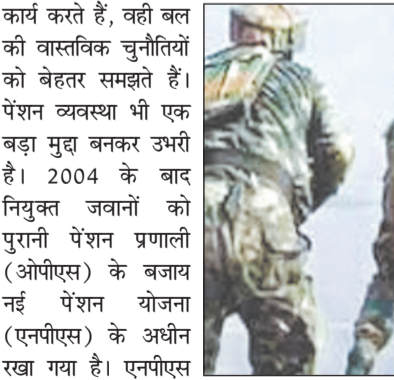 कार्य करते हैं, वही बल
की वास्तविक चुनौतियों
को बेहतर समझते हैं।
पेंशन व्यवस्था भी एक
बड़ा मुद्दा बनकर उभरी
है। 2004 के बाद
नियुक्त जवानों को
पुरानी पेंशन प्रणाली
(ओपीएस) के बजाय
नई पेंशन योजना
(एनपीएस) के अधीन
रखा गया है। एनपीएस